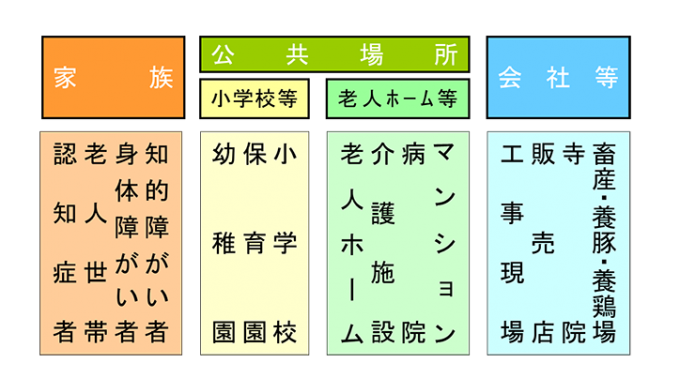 家族
公共場所
会社等
小学校等
老人ホーム等
知的障がい者
身体障がい者
老人世帯
認知症者
小学校
保育園
幼稚園
マンション
病院
介護施設
老人ホーム
畜産・養豚・養鶏場
寺院
販売店
工事現場